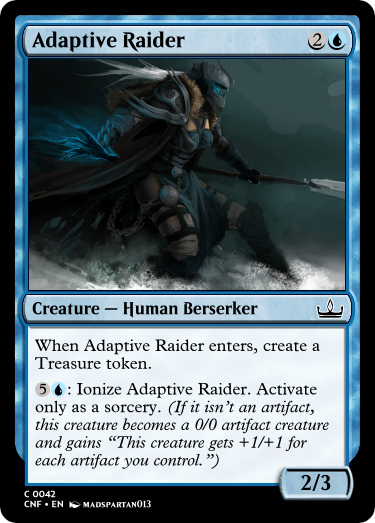 Adaptive Raider 2
Creature — Human Berserker
When Adaptive Raider enters, create a
Treasure token.
5: Ionize Adaptive Raider. Activate
only as a sorcery. (If it isn't an artifact,
this creature becomes a 0/0 artifact creature
and gains “This creature gets +1/+1 for
each artifact you control.”)
2/3
C 0042
CNF • EN MADSPARTAN013